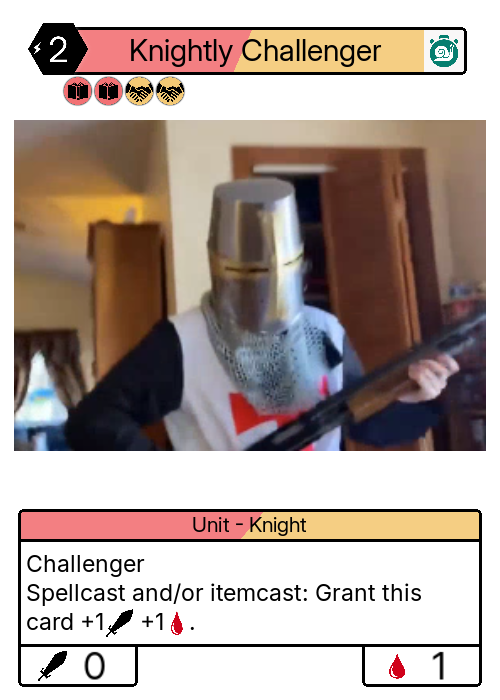 2 Knightly Challenger
Unit - Knight
Challenger
Spellcast and/or itemcast: Grant this
card +1 +1 .
0 1